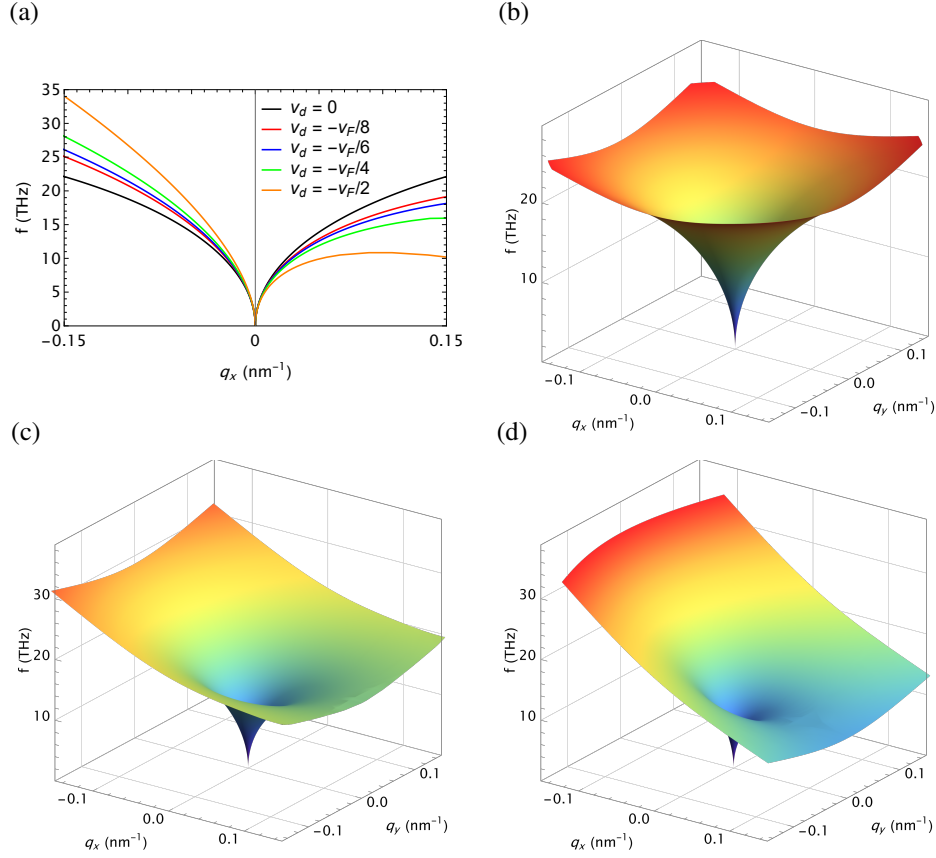 (a)
35
30
25
20
15
10
5
0
f (THz)
v_d = 0
v_d = −v_F/8
v_d = −v_F/6
v_d = −v_F/4
v_d = −v_F/2
−0.15
0
0.15
q_x (nm⁻¹)
(b)
20
10
f (THz)
−0.1
0.0
0.1
q_x (nm⁻¹)
−0.1
0.0
0.1
q_y (nm⁻¹)
(c)
30
20
10
f (THz)
−0.1
0.0
0.1
q_x (nm⁻¹)
−0.1
0.0
0.1
q_y (nm⁻¹)
(d)
30
20
10
f (THz)
−0.1
0.0
0.1
q_x (nm⁻¹)
−0.1
0.0
0.1
q_y (nm⁻¹)